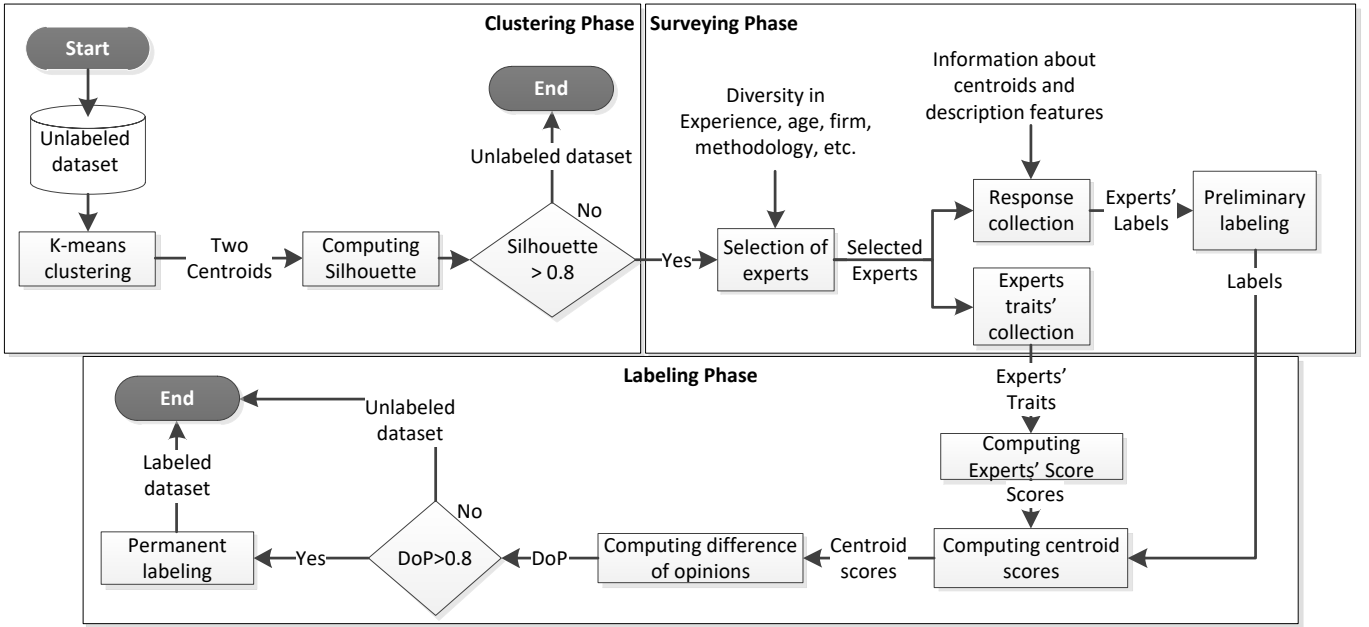 Clustering Phase
Start
End
Unlabeled
dataset
Unlabeled dataset
No
K-means
clustering
Two
Centroids
Computing
Silhouette
Silhouette
> 0.8
Yes
Surveying Phase
Diversity in
Experience, age, firm,
methodology, etc.
Information about
centroids and
description features
Selection of
experts
Selected
Experts
Response
collection
Experts'
Labels
Preliminary
labeling
Experts
traits'
collection
Labels
Labeling Phase
Experts'
Traits
Computing
Experts' Score
Scores
Computing centroid
scores
Centroid
scores
Computing difference
of opinions
DoP
DoP>0.8
No
Unlabeled
dataset
Yes
Permanent
labeling
Labeled
dataset
End